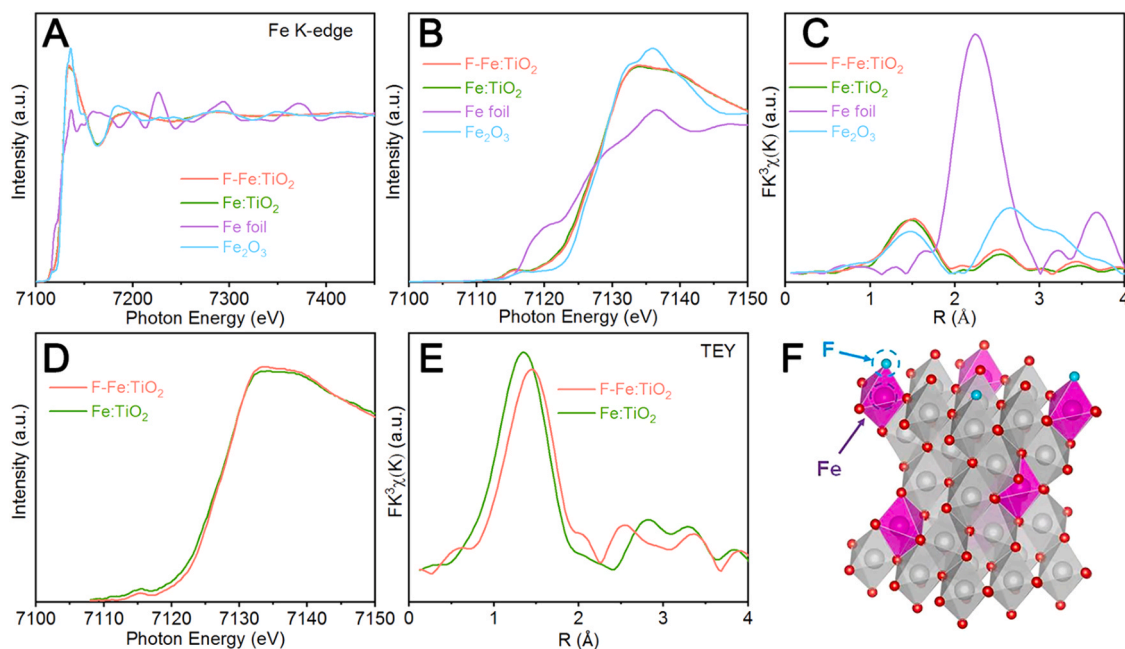 A
Fe K-edge
F-Fe:TiO₂
Fe:TiO₂
Fe foil
Fe₂O₃
Intensity (a.u.)
7100 7200 7300 7400
Photon Energy (eV)
B
F-Fe:TiO₂
Fe:TiO₂
Fe foil
Fe₂O₃
Intensity (a.u.)
7100 7120 7130 7140 7150
Photon Energy (eV)
C
F-Fe:TiO₂
Fe:TiO₂
Fe foil
Fe₂O₃
FK³χ(K) (a.u.)
0 1 2 3 4
R (Å)
D
F-Fe:TiO₂
Fe:TiO₂
Intensity (a.u.)
7100 7110 7120 7130 7140 7150
Photon Energy (eV)
E
TEY
F-Fe:TiO₂
Fe:TiO₂
FK³χ(K) (a.u.)
0 1 2 3 4
R (Å)
F
F
Fe